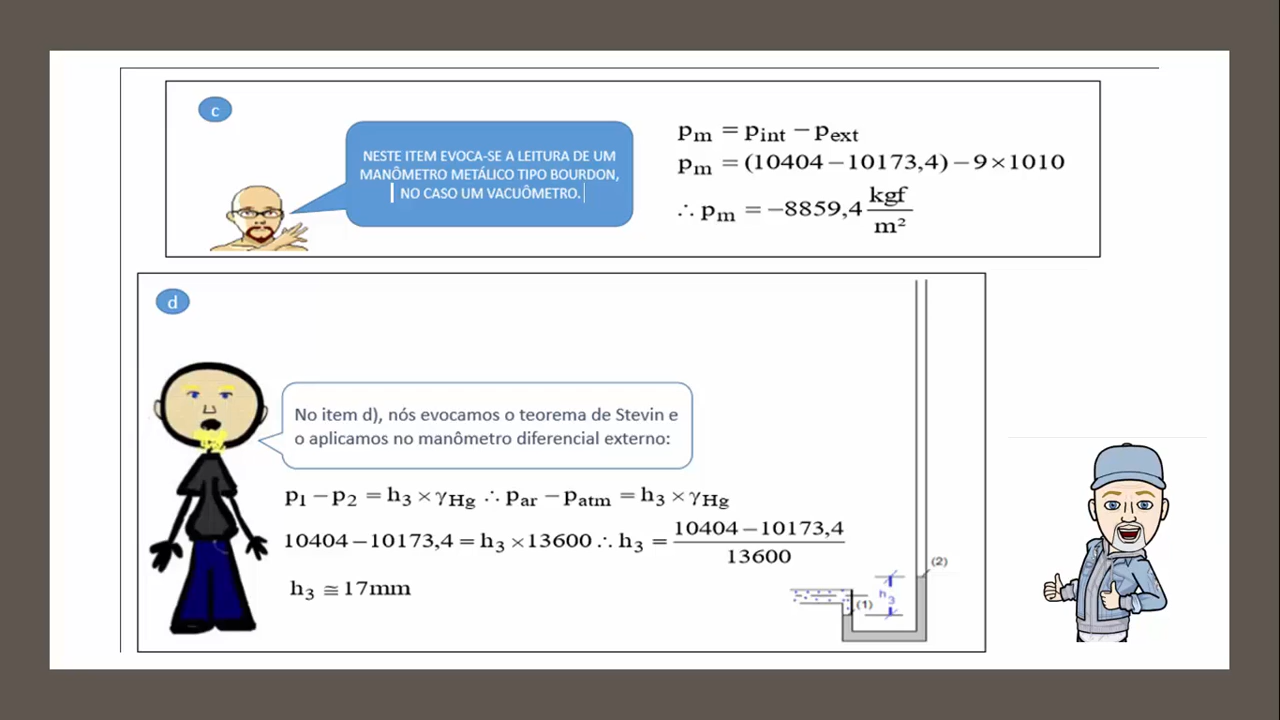 c
NESTE ITEM EVOCA-SE A LEITURA DE UM
MANÔMETRO METÁLICO TIPO BOURDON,
NO CASO UM VACUÔMETRO.
pm = pint − pext
pm = (10404 − 10173,4) − 9 × 1010
∴ pm = −8859,4 kgf/m²
d
No item d), nós evocamos o teorema de Stevin e
o aplicamos no manômetro diferencial externo:
p1 − p2 = h3 × γHg ∴ par − patm = h3 × γHg
10404 − 10173,4 = h3 × 13600 ∴ h3 = (10404 − 10173,4)/13600
h3 ≅ 17mm
(2)
h3
(1)